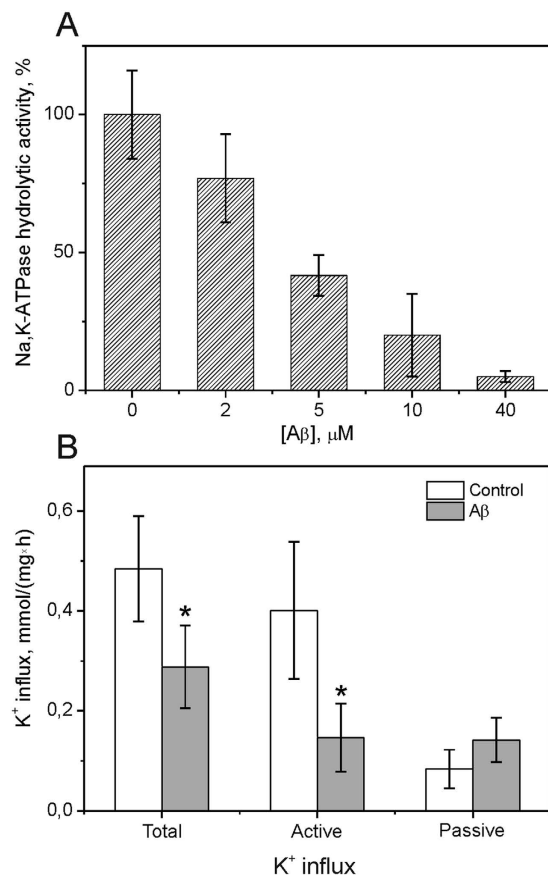 A
Na,K-ATPase hydrolytic activity, %
100
50
0
0 2 5 10 40
[Aβ], μM
B
K⁺ influx, mmol/(mg×h)
0,6
0,4
0,2
0,0
Control
Aβ
* *
Total Active Passive
K⁺ influx